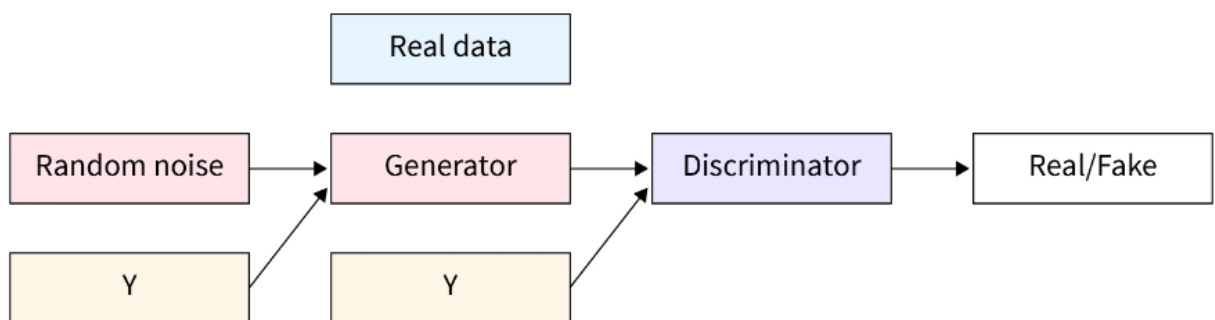 Real data
Random noise
Generator
Discriminator
Real/Fake
Y
Y